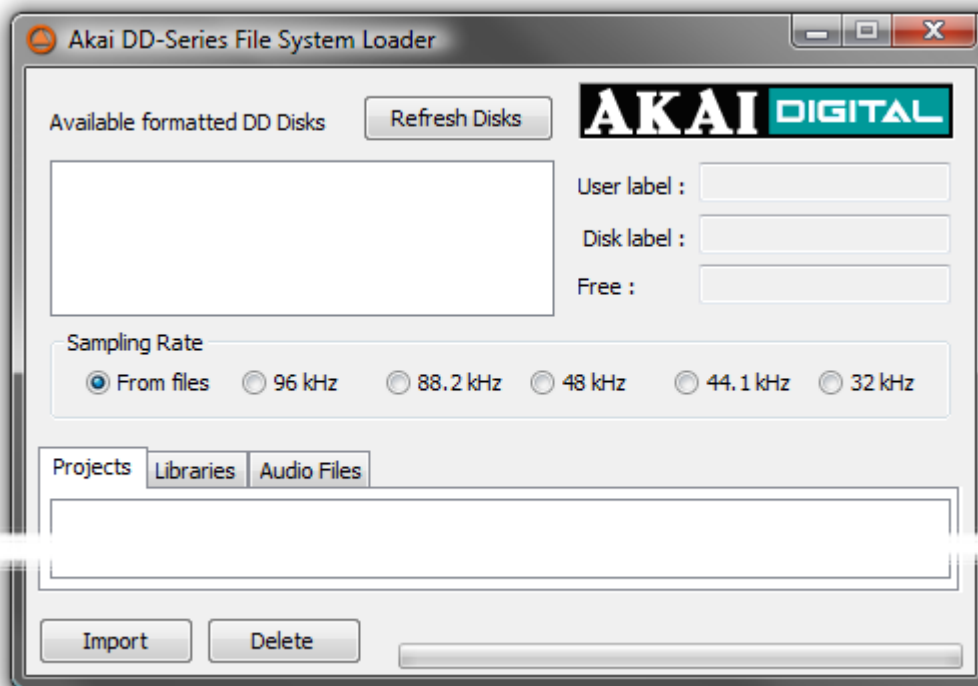 Akai DD-Series File System Loader
Available formatted DD Disks
Refresh Disks
AKAI DIGITAL
User label :
Disk label :
Free :
Sampling Rate
From files 96 kHz 88.2 kHz 48 kHz 44.1 kHz 32 kHz
Projects Libraries Audio Files
Import Delete